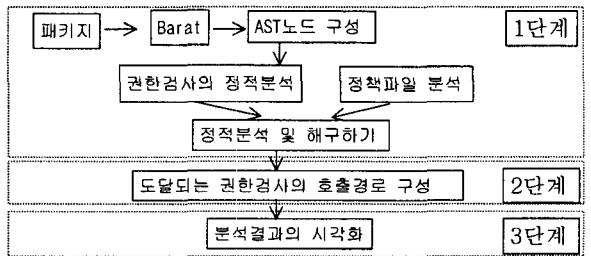 패키지 Barat AST노드 구성 1단계
권한검사의 정적분석 정책파일 분석
정적분석 및 해구하기
도달되는 권한검사의 호출경로 구성 2단계
분석결과의 시각화 3단계